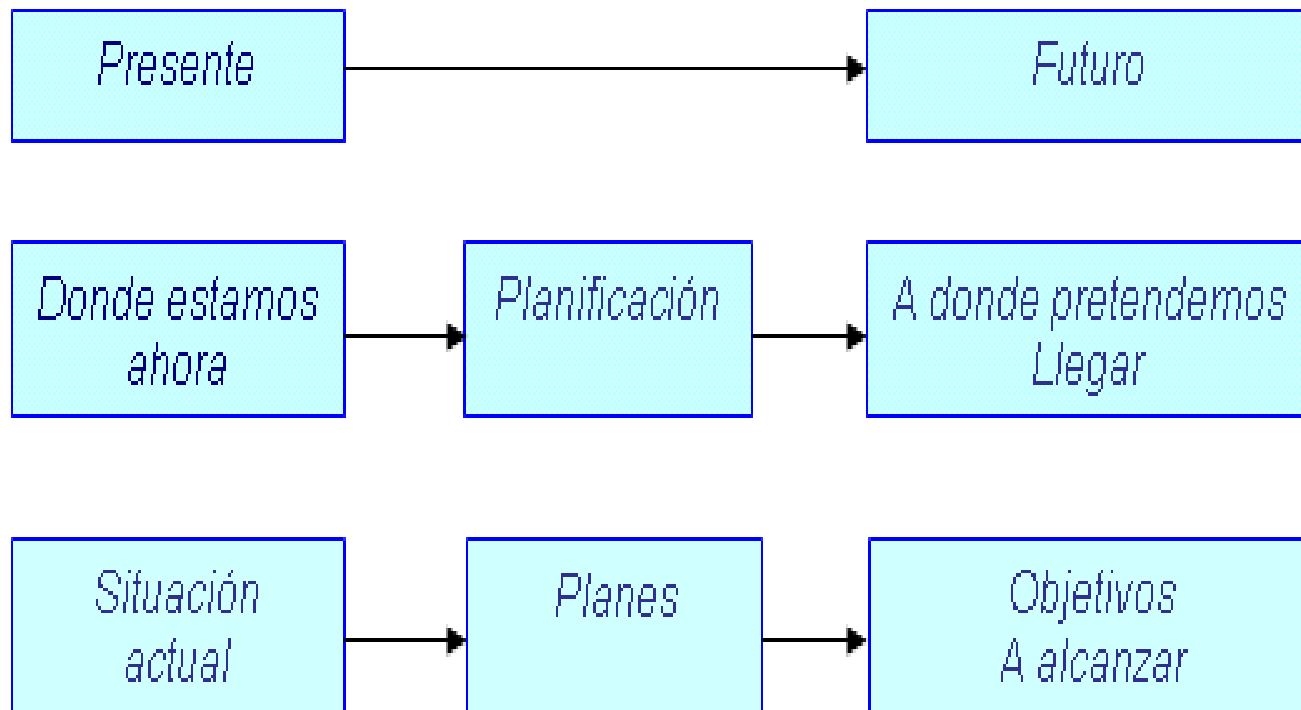 Presente
Futuro
Donde estamos
ahora
Planificación
A donde pretendemos
Llegar
Situación
actual
Planes
Objetivos
A alcanzar